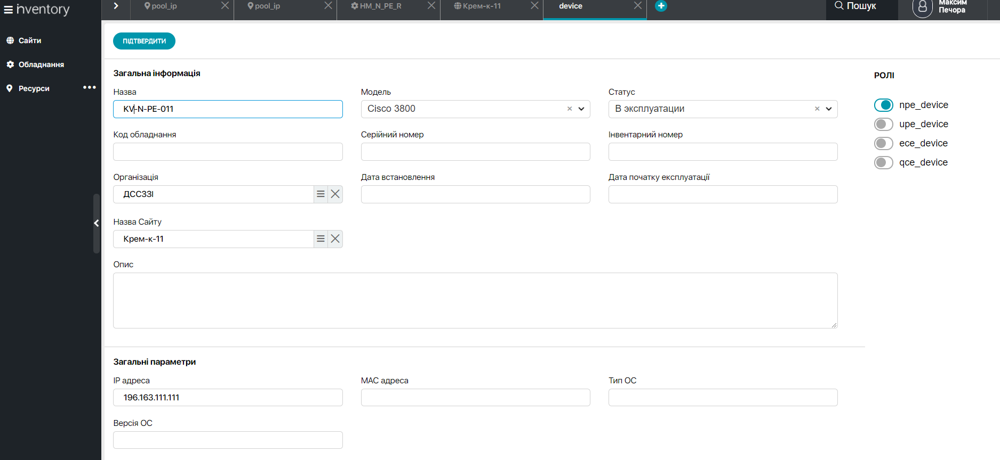 inventory
pool_ip
pool_ip
HM_N_PE_R
Крем-к-11
device
Пошук
Максим
Печора
Сайти
Обладнання
Ресурси
ПІДТВЕРДИТИ
Загальна інформація
Назва
Модель
Статус
KV-N-PE-011
Cisco 3800
В эксплуатации
Код обладнання
Серійний номер
Інвентарний номер
Організація
Дата встановлення
Дата початку експлуатації
ДССЗЗІ
Назва Сайту
Крем-к-11
Опис
Загальні параметри
IP адреса
MAC адреса
Тип ОС
196.163.111.111
Версія ОС
РОЛІ
npe_device
upe_device
ece_device
qce_device